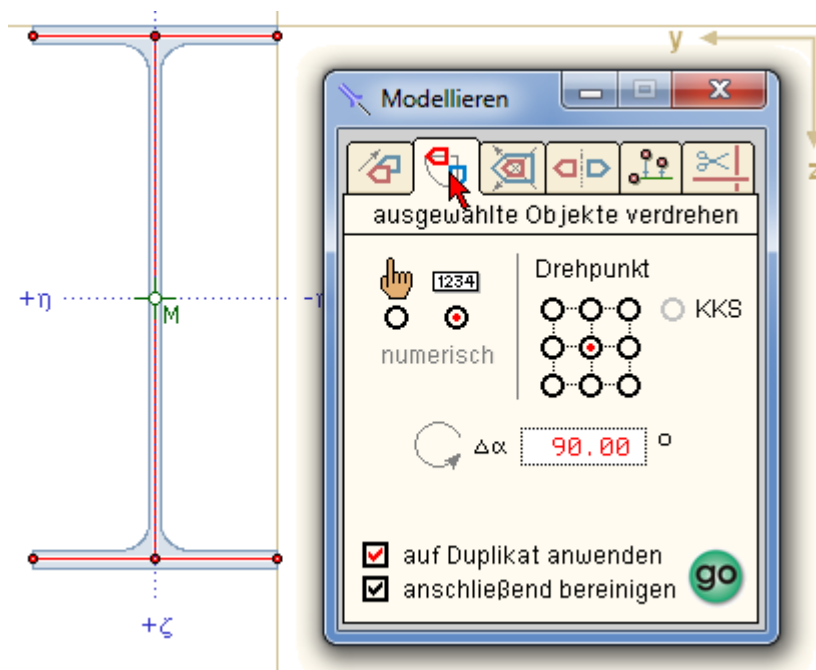 y
Modellieren
z
ausgewählte Objekte verdrehen
1234
Drehpunkt
KKS
numerisch
+η
M
-η
Δα 90.00 °
auf Duplikat anwenden
anschließend bereinigen
go
+ζ